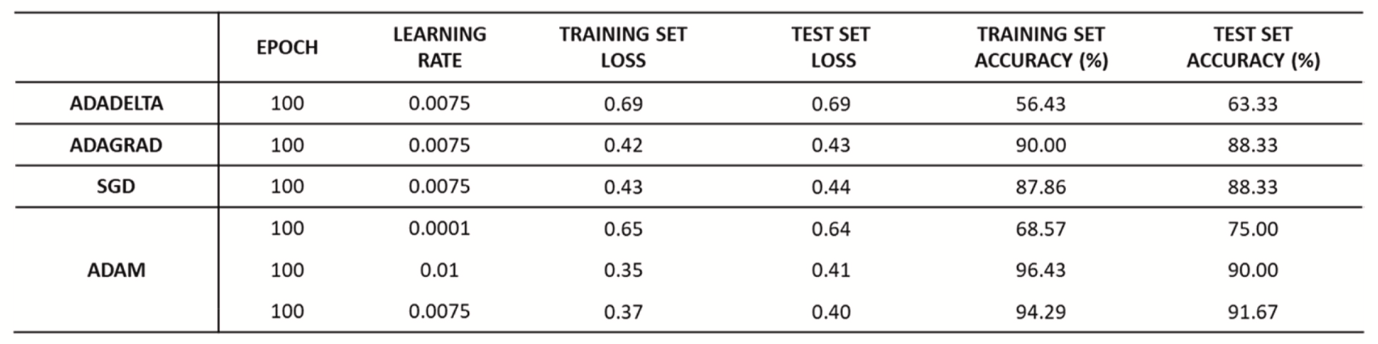 EPOCH LEARNING RATE TRAINING SET LOSS TEST SET LOSS TRAINING SET ACCURACY (%) TEST SET ACCURACY (%)
ADADELTA 100 0.0075 0.69 0.69 56.43 63.33
ADAGRAD 100 0.0075 0.42 0.43 90.00 88.33
SGD 100 0.0075 0.43 0.44 87.86 88.33
100 0.0001 0.65 0.64 68.57 75.00
ADAM 100 0.01 0.35 0.41 96.43 90.00
100 0.0075 0.37 0.40 94.29 91.67